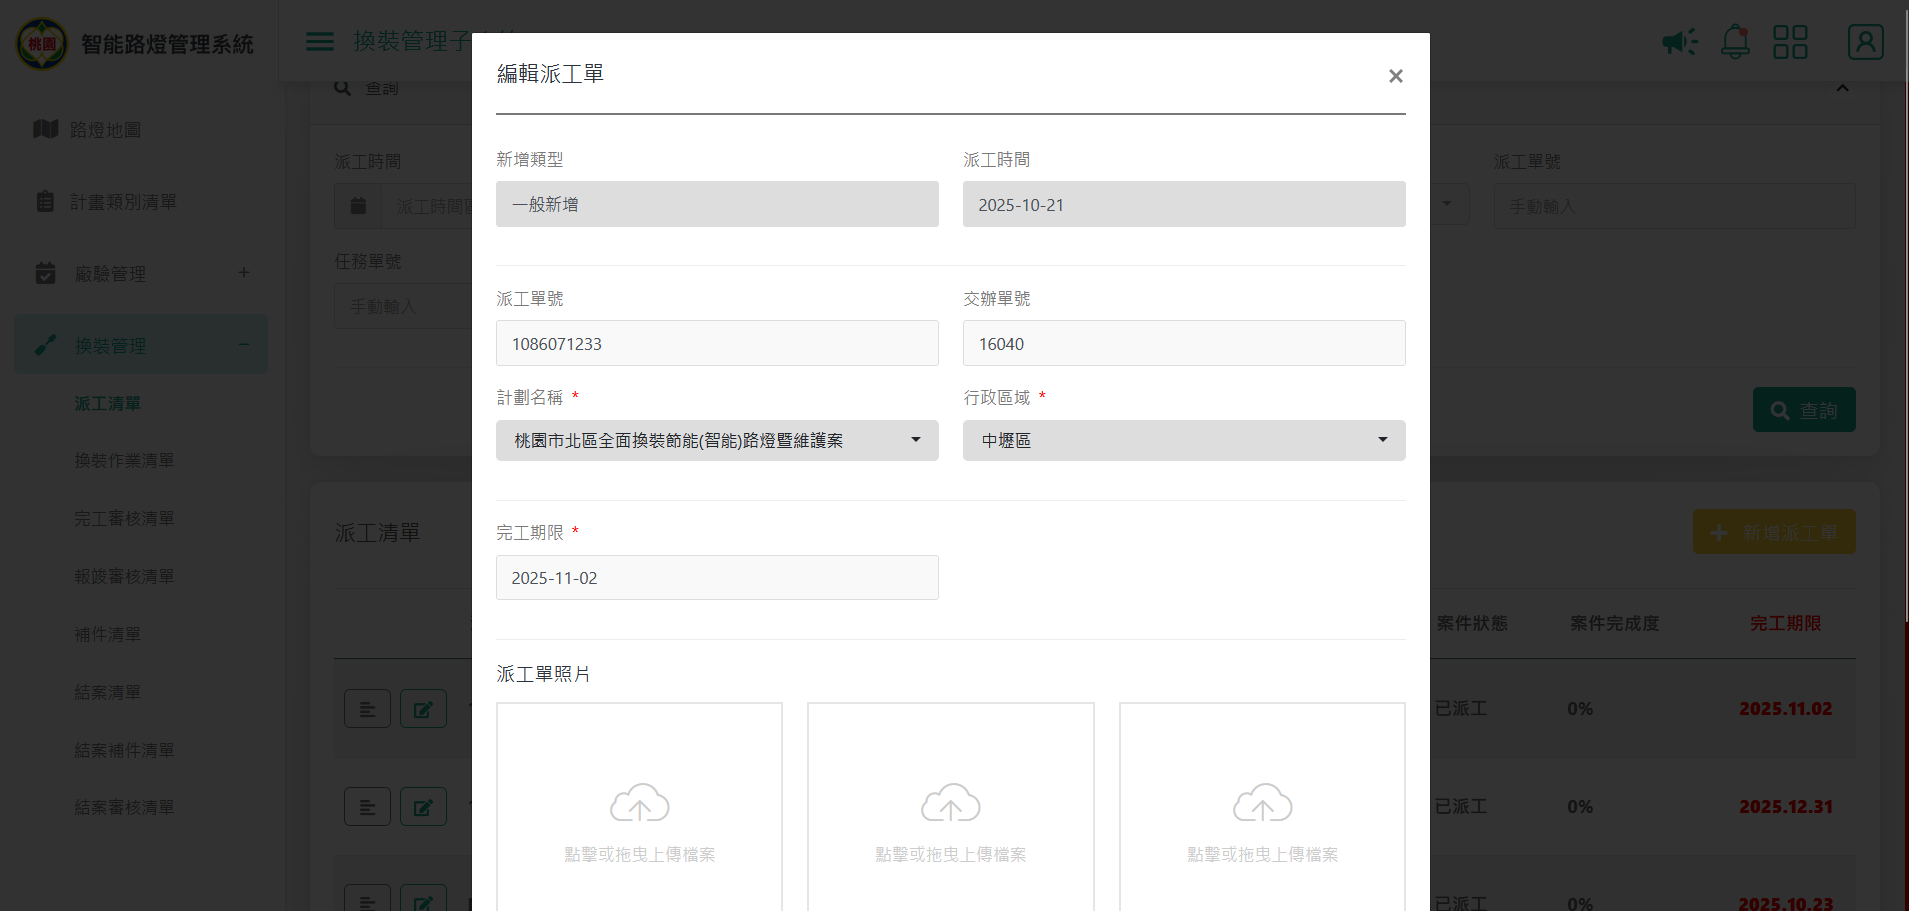 桃園
智能路燈管理系統
換裝管理子
路燈地圖
計畫類別清單
廠驗管理
換裝管理
派工清單
換裝作業清單
完工審核清單
報竣審核清單
補件清單
結案清單
結案補件清單
結案審核清單
查詢
派工時間
派工時間
任務單號
手動輸入
派工單號
手動輸入
查詢
派工清單
新增派工單
案件狀態 案件完成度 完工期限
已派工 0% 2025.11.02
已派工 0% 2025.12.31
已派工 0% 2025.10.23
編輯派工單
×
新增類型 派工時間
一般新增 2025-10-21
派工單號 交辦單號
1086071233 16040
計劃名稱 * 行政區域 *
桃園市北區全面換裝節能(智能)路燈暨維護案 中壢區
完工期限 *
2025-11-02
派工單照片
點擊或拖曳上傳檔案 點擊或拖曳上傳檔案 點擊或拖曳上傳檔案